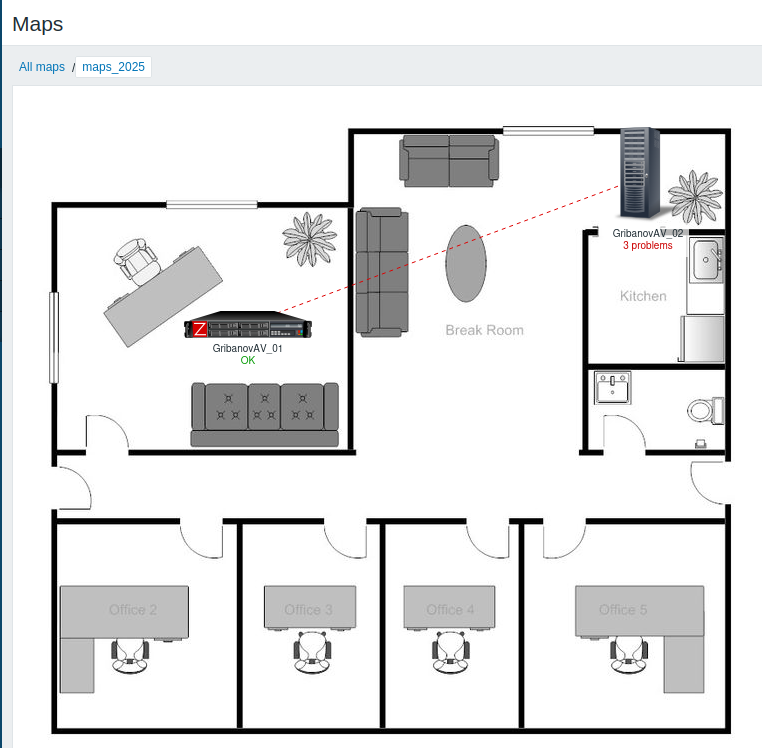 Maps
All maps / maps_2025
GribanovAV_02
3 problems
Kitchen
Z
Break Room
GribanovAV_01
OK
Office 2
Office 3
Office 4
Office 5